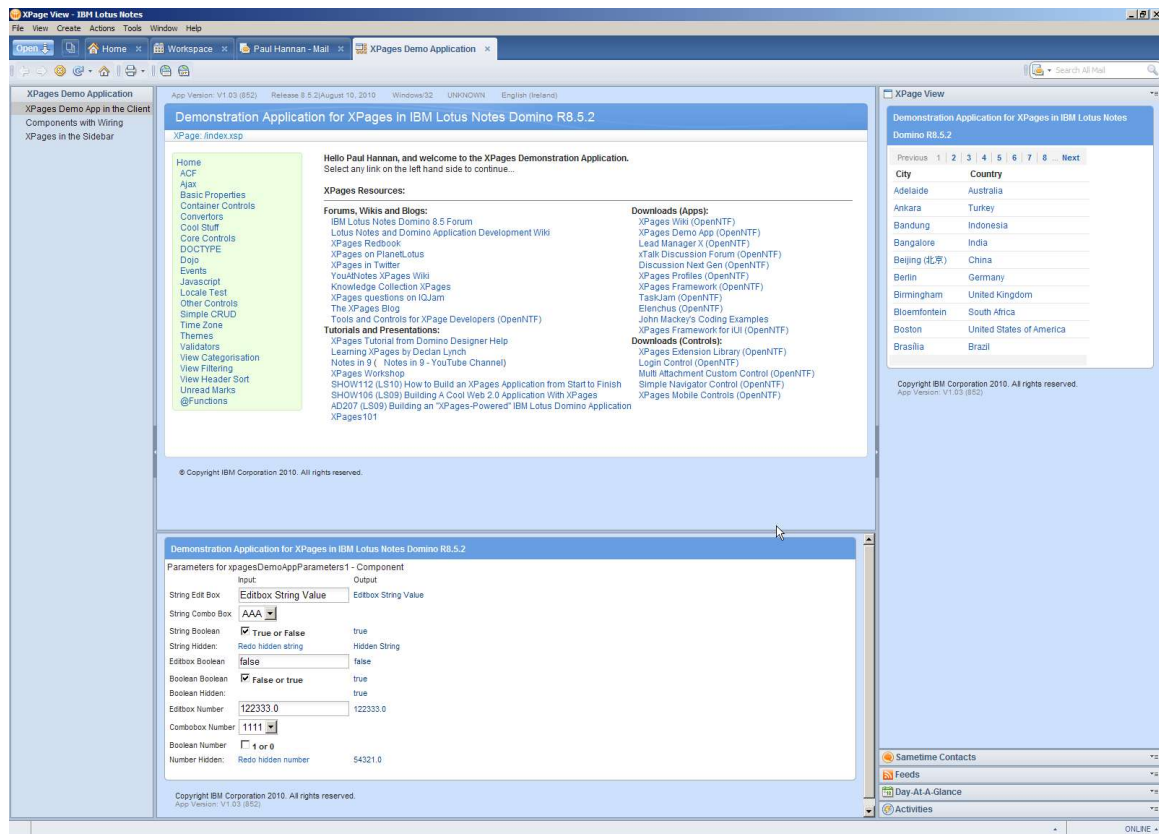 XPage View - IBM Lotus Notes
File View Create Actions Tools Window Help
Open
Home
Workspace
Paul Hannan - Mail
XPages Demo Application
Search All Mail
XPages Demo Application
XPages Demo App in the Client
Components with Wiring
XPages in the Sidebar
App Version: V1.03 (852) Release 8.5.2|August 10, 2010 Windows/32 UNKNOWN English (Ireland)
Demonstration Application for XPages in IBM Lotus Notes Domino R8.5.2
XPage: /index.xsp
Home
ACF
Ajax
Basic Properties
Container Controls
Convertors
Cool Stuff
Core Controls
DOCTYPE
Dojo
Events
Javascript
Locale Test
Other Controls
Simple CRUD
Time Zone
Themes
Validators
View Categorisation
View Filtering
View Header Sort
Unread Marks
@Functions
Hello Paul Hannan, and welcome to the XPages Demonstration Application.
Select any link on the left hand side to continue...
XPages Resources:
Forums, Wikis and Blogs:
IBM Lotus Notes Domino 8.5 Forum
Lotus Notes and Domino Application Development Wiki
XPages Redbook
XPages on PlanetLotus
XPages in Twitter
YouAtNotes XPages Wiki
Knowledge Collection XPages
XPages questions on IQJam
The XPages Blog
Tools and Controls for XPage Developers (OpenNTF)
Tutorials and Presentations:
XPages Tutorial from Domino Designer Help
Learning XPages by Declan Lynch
Notes in 9 ( Notes in 9 - YouTube Channel)
XPages Workshop
SHOW112 (LS10) How to Build an XPages Application from Start to Finish
SHOW106 (LS09) Building A Cool Web 2.0 Application With XPages
AD207 (LS09) Building an "XPages-Powered" IBM Lotus Domino Application
XPages101
Downloads (Apps):
XPages Wiki (OpenNTF)
XPages Demo App (OpenNTF)
Lead Manager X (OpenNTF)
xTalk Discussion Forum (OpenNTF)
Discussion Next Gen (OpenNTF)
XPages Profiles (OpenNTF)
XPages Framework (OpenNTF)
TaskJam (OpenNTF)
Elenchus (OpenNTF)
John Mackey's Coding Examples
XPages Framework for iUI (OpenNTF)
Downloads (Controls):
XPages Extension Library (OpenNTF)
Login Control (OpenNTF)
Multi Attachment Custom Control (OpenNTF)
Simple Navigator Control (OpenNTF)
XPages Mobile Controls (OpenNTF)
© Copyright IBM Corporation 2010. All rights reserved.
Demonstration Application for XPages in IBM Lotus Notes Domino R8.5.2
Parameters for xpagesDemoAppParameters1 - Component
Input: Output
String Edit Box Editbox String Value Editbox String Value
String Combo Box AAA
String Boolean True or False true
String Hidden: Redo hidden string Hidden String
Editbox Boolean false false
Boolean Boolean False or true true
Boolean Hidden: true
Editbox Number 122333.0 122333.0
Combobox Number 1111
Boolean Number 1 or 0
Number Hidden: Redo hidden number 54321.0
Copyright IBM Corporation 2010. All rights reserved.
App Version: V1.03 (852)
XPage View
Demonstration Application for XPages in IBM Lotus Notes
Domino R8.5.2
Previous 1 | 2 | 3 | 4 | 5 | 6 | 7 | 8 ... Next
City Country
Adelaide Australia
Ankara Turkey
Bandung Indonesia
Bangalore India
Beijing (北京) China
Berlin Germany
Birmingham United Kingdom
Bloemfontein South Africa
Boston United States of America
Brasília Brazil
Copyright IBM Corporation 2010. All rights reserved.
App Version: V1.03 (852)
Sametime Contacts
Feeds
Day-At-A-Glance
Activities
ONLINE